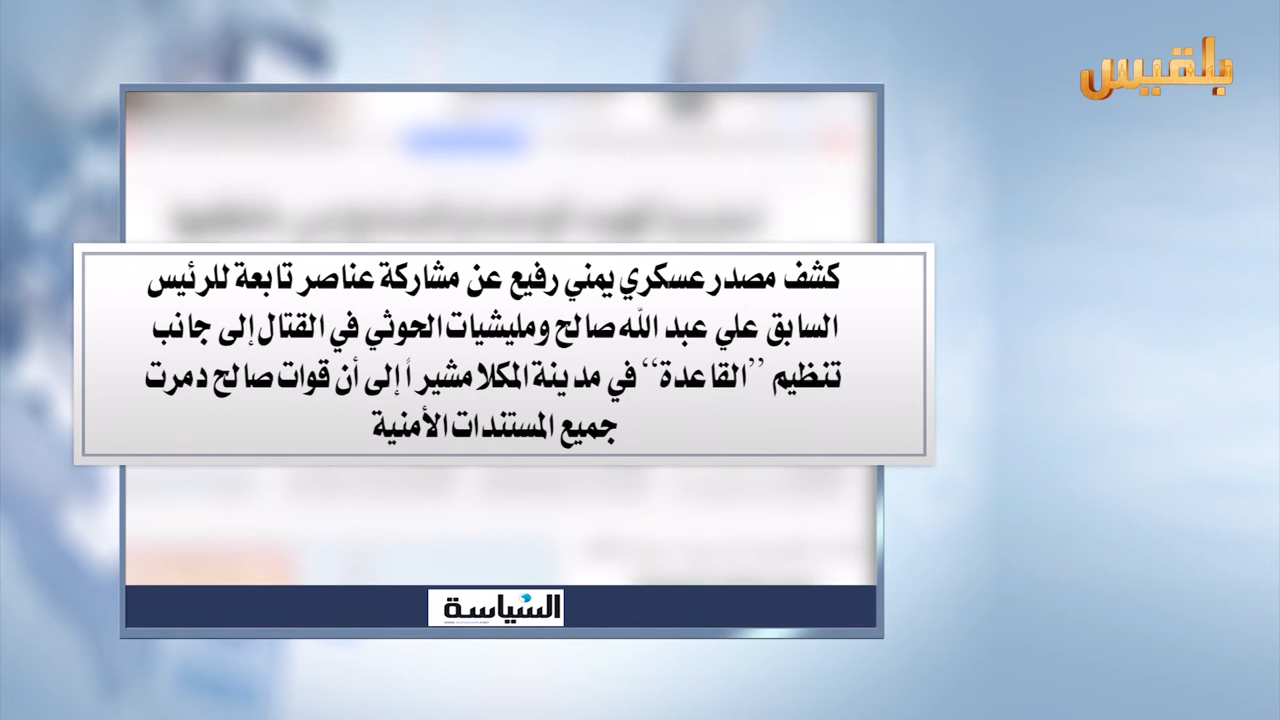 بلقيس
كشف مصدر عسكري يمني رفيع عن مشاركة عناصر تابعة للرئيس
السابق علي عبد الله صالح ومليشيات الحوثي في القتال إلى جانب
تنظيم ’’القاعدة‘‘ في مدينة المكلا مشيراً إلى أن قوات صالح دمرت
جميع المستندات الأمنية
السياسة